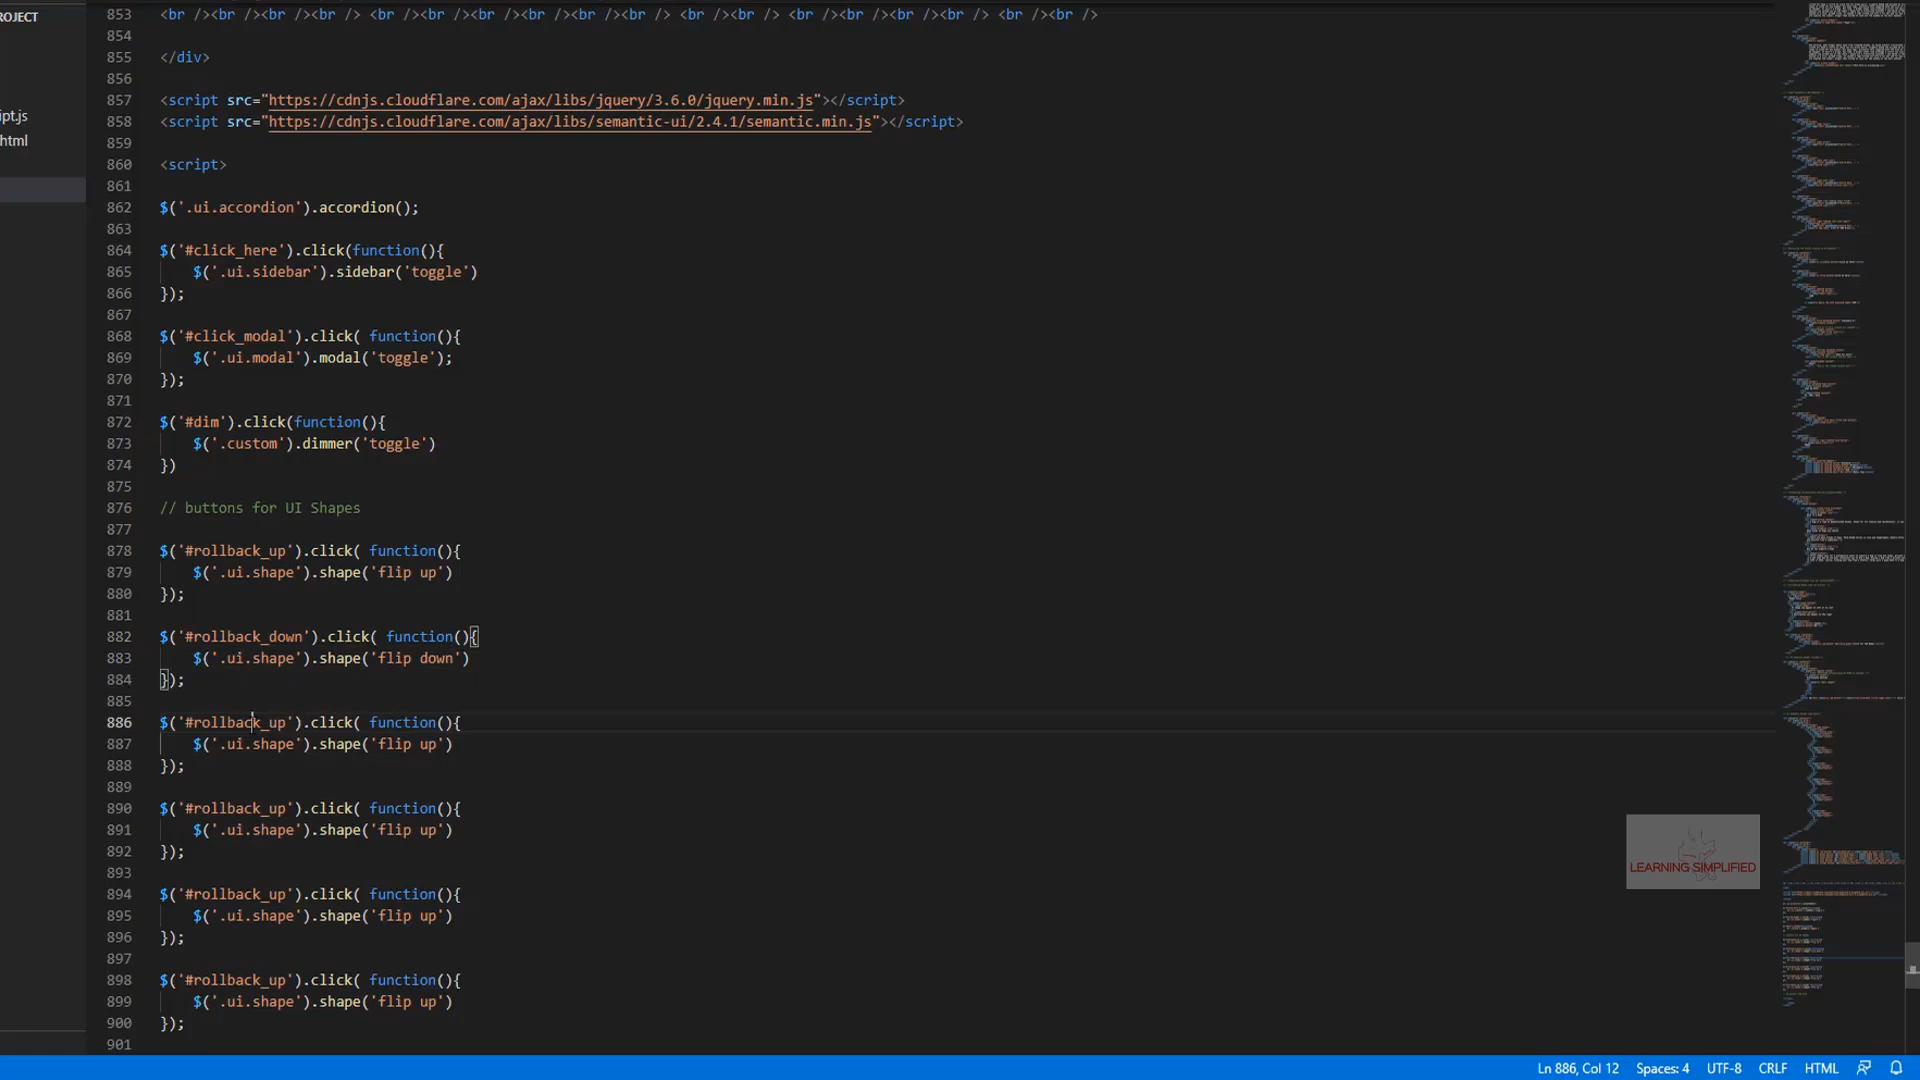 ROJECT
ipt.js
html
853 <br /><br /><br /><br /> <br /><br /><br /><br /><br /><br /> <br /><br /> <br /><br /><br /><br /> <br /><br />
854
855 </div>
856
857 <script src="https://cdnjs.cloudflare.com/ajax/libs/jquery/3.6.0/jquery.min.js"></script>
858 <script src="https://cdnjs.cloudflare.com/ajax/libs/semantic-ui/2.4.1/semantic.min.js"></script>
859
860 <script>
861
862 $('.ui.accordion').accordion();
863
864 $('#click_here').click(function(){
865 $('.ui.sidebar').sidebar('toggle')
866 });
867
868 $('#click_modal').click( function(){
869 $('.ui.modal').modal('toggle');
870 });
871
872 $('#dim').click(function(){
873 $('.custom').dimmer('toggle')
874 })
875
876 // buttons for UI Shapes
877
878 $('#rollback_up').click( function(){
879 $('.ui.shape').shape('flip up')
880 });
881
882 $('#rollback_down').click( function(){
883 $('.ui.shape').shape('flip down')
884 });
885
886 $('#rollback_up').click( function(){
887 $('.ui.shape').shape('flip up')
888 });
889
890 $('#rollback_up').click( function(){
891 $('.ui.shape').shape('flip up')
892 });
893
894 $('#rollback_up').click( function(){
895 $('.ui.shape').shape('flip up')
896 });
897
898 $('#rollback_up').click( function(){
899 $('.ui.shape').shape('flip up')
900 });
901
LEARNING SIMPLIFIED
Ln 886, Col 12 Spaces: 4 UTF-8 CRLF HTML